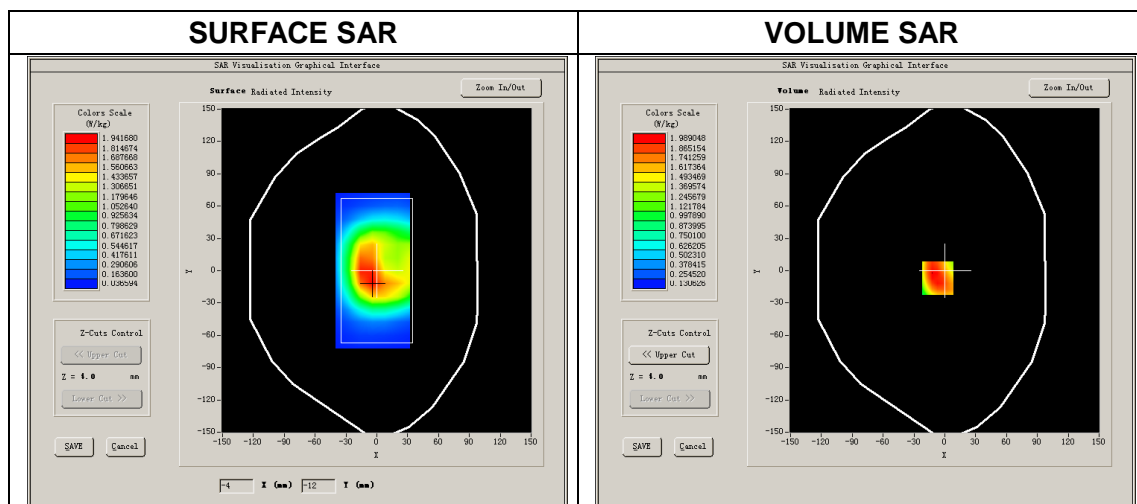 SURFACE SAR
SAR Visualisation Graphical Interface
Surface Radiated Intensity
Zoom In/Out
Colors Scale
(W/kg)
1.941680
1.814674
1.687668
1.560663
1.433657
1.306651
1.179646
1.052640
0.925634
0.798629
0.671623
0.544617
0.417611
0.290606
0.163600
0.036594
150
120
90
60
30
0
-30
-60
-90
-120
-150
Y
-150 -120 -90 -60 -30 0 30 60 90 120 150
X
Z-Cuts Control
<< Upper Cut
Z = 4.0 mm
Lower Cut >>
SAVE Cancel
-4 X (mm) -12 Y (mm)
VOLUME SAR
SAR Visualisation Graphical Interface
Volume Radiated Intensity
Zoom In/Out
Colors Scale
(W/kg)
1.989048
1.865154
1.741259
1.617364
1.493469
1.369574
1.245679
1.121784
0.997890
0.873995
0.750100
0.626205
0.502310
0.378415
0.254520
0.130626
150
120
90
60
30
0
-30
-60
-90
-120
-150
Y
-150 -120 -90 -60 -30 0 30 60 90 120 150
X
Z-Cuts Control
<< Upper Cut
Z = 4.0 mm
Lower Cut >>
SAVE Cancel